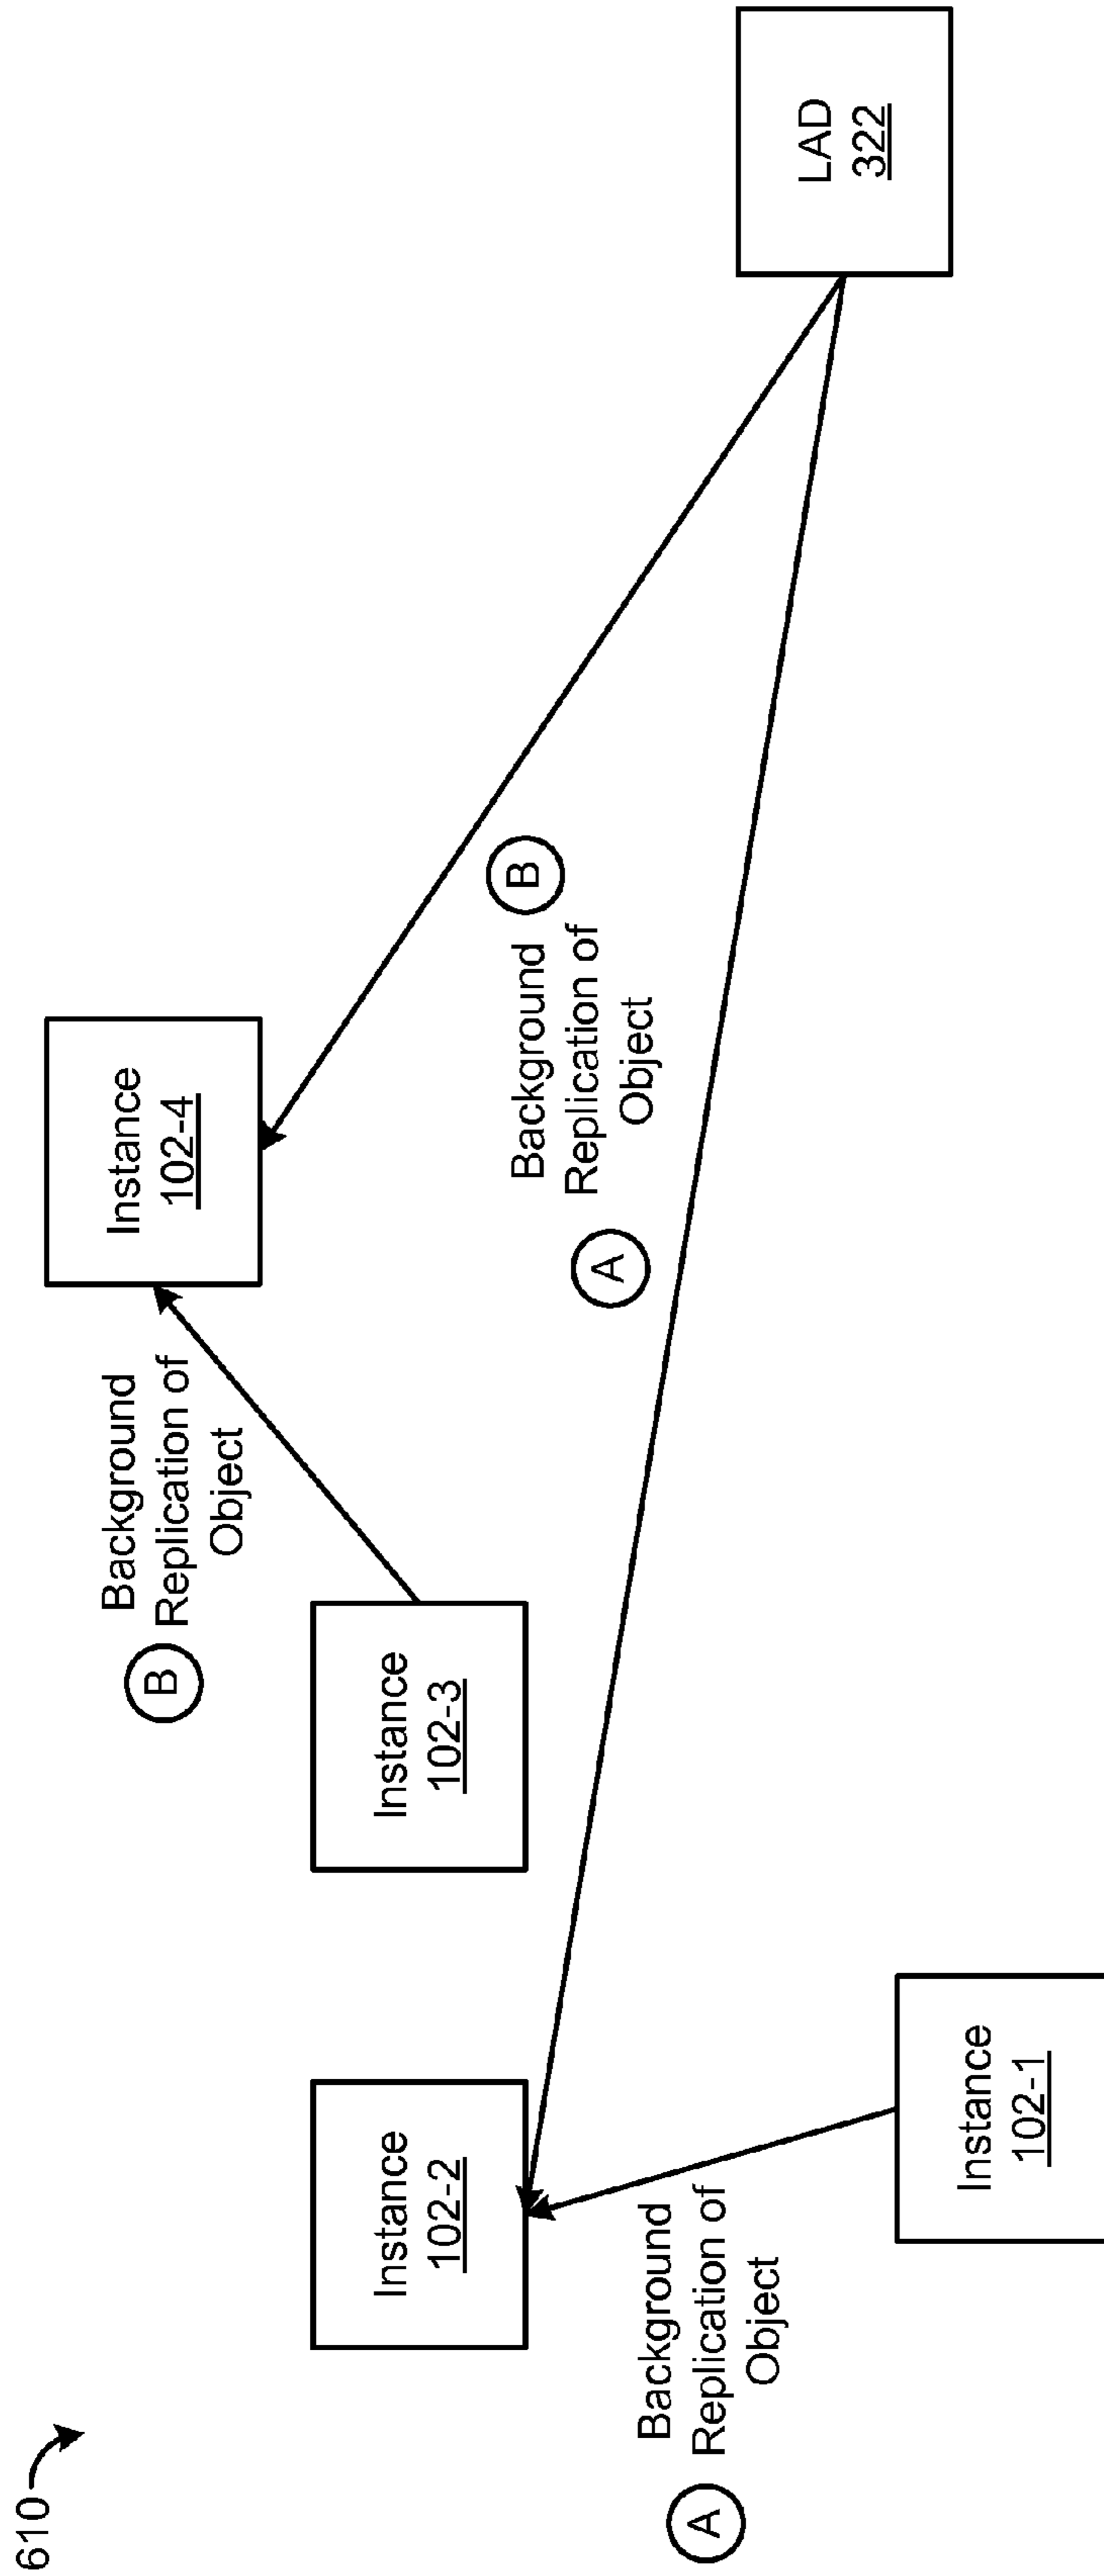 610
Instance
102-4
LAD
322
Background
Replication of
Object
B
B
Background
Replication of
Object
A
Instance
102-2
Instance
102-3
Background
Replication of
Object
A
Instance
102-1